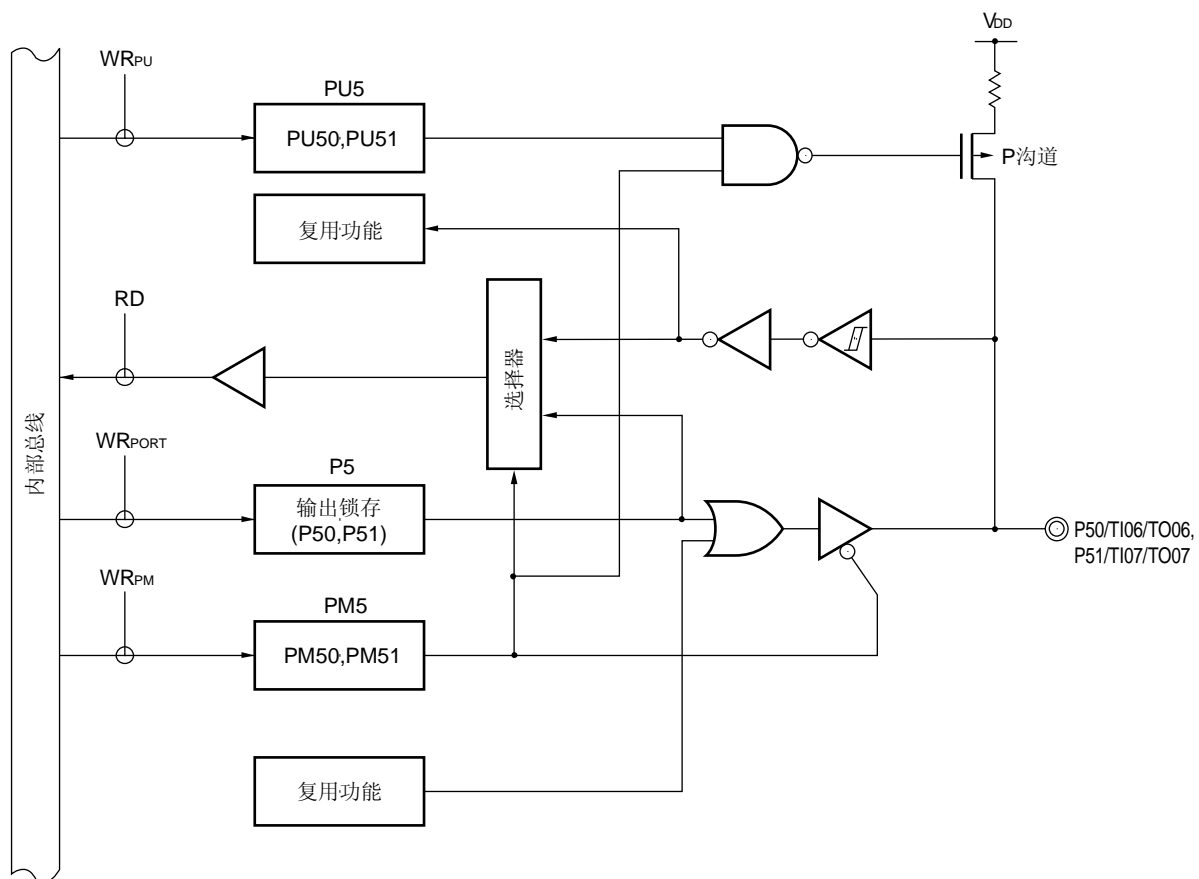 VDD
WRPU
PU5
PU50,PU51
P沟道
复用功能
RD
选择器
内部总线
WRPORT
P5
输出锁存
(P50,P51)
P50/TI06/TO06,
P51/TI07/TO07
WRPM
PM5
PM50,PM51
复用功能